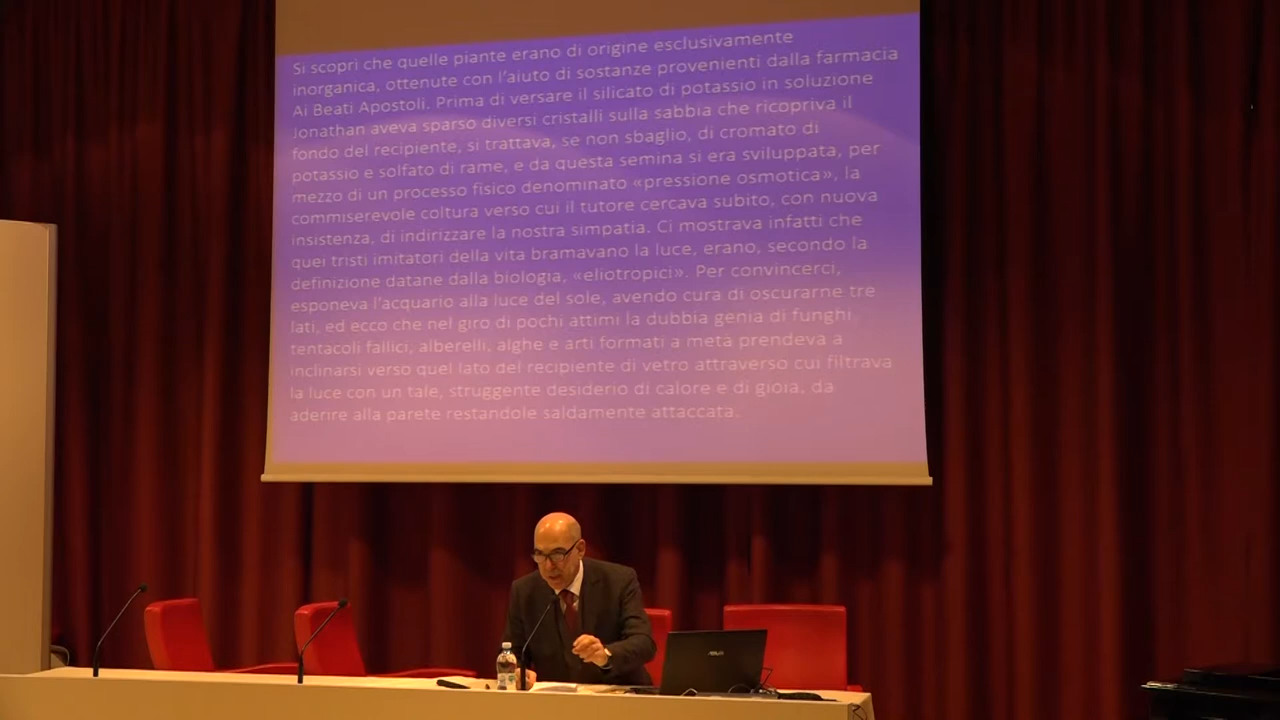 Si scoprì che quelle piante erano di origine esclusivamente
inorganica, ottenute con l'aiuto di sostanze provenienti dalla farmacia
Ai Beati Apostoli. Prima di versare il silicato di potassio in soluzione
Jonathan aveva sparso diversi cristalli sulla sabbia che ricopriva il
fondo del recipiente, si trattava, se non sbaglio, di cromato di
potassio e solfato di rame, e da questa semina si era sviluppata, per
mezzo di un processo fisico denominato «pressione osmotica», la
commiserevole coltura verso cui il tutore cercava subito, con nuova
insistenza, di indirizzare la nostra simpatia. Ci mostrava infatti che
quei tristi imitatori della vita bramavano la luce, erano, secondo la
definizione datane dalla biologia, «eliotropici». Per convincerci,
esponeva l'acquario alla luce del sole, avendo cura di oscurarne tre
lati, ed ecco che nel giro di pochi attimi la dubbia genia di funghi,
tentacoli fallici, alberelli, alghe e arti formati a metà prendeva a
inclinarsi verso quel lato del recipiente di vetro attraverso cui filtrava
la luce con un tale, struggente desiderio di calore e di gioia, da
aderire alla parete restandole saldamente attaccata.
ASUS